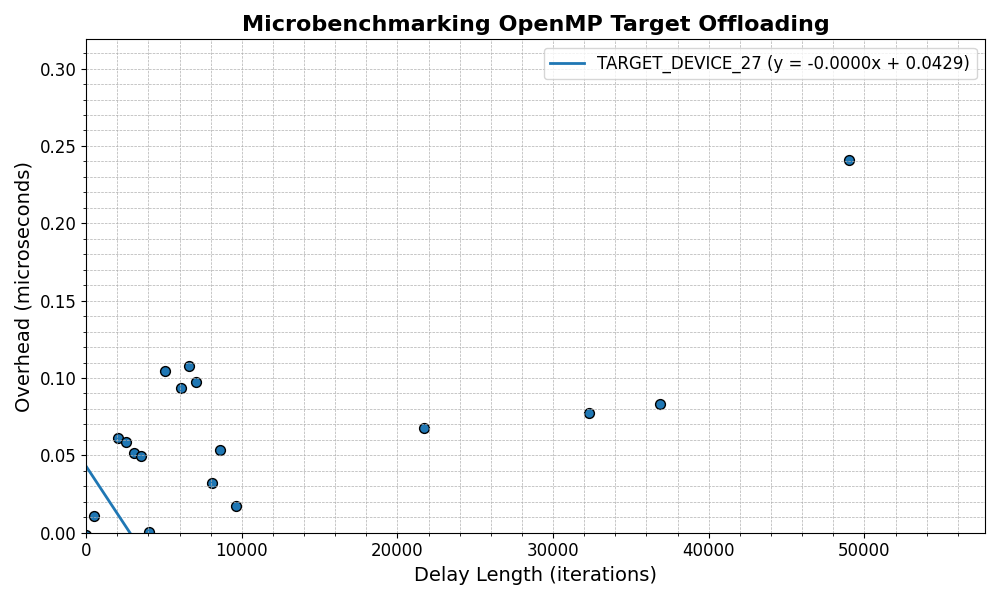 Microbenchmarking OpenMP Target Offloading
TARGET_DEVICE_27 (y = -0.0000x + 0.0429)
Overhead (microseconds)
0.30
0.25
0.20
0.15
0.10
0.05
0.00
0 10000 20000 30000 40000 50000
Delay Length (iterations)